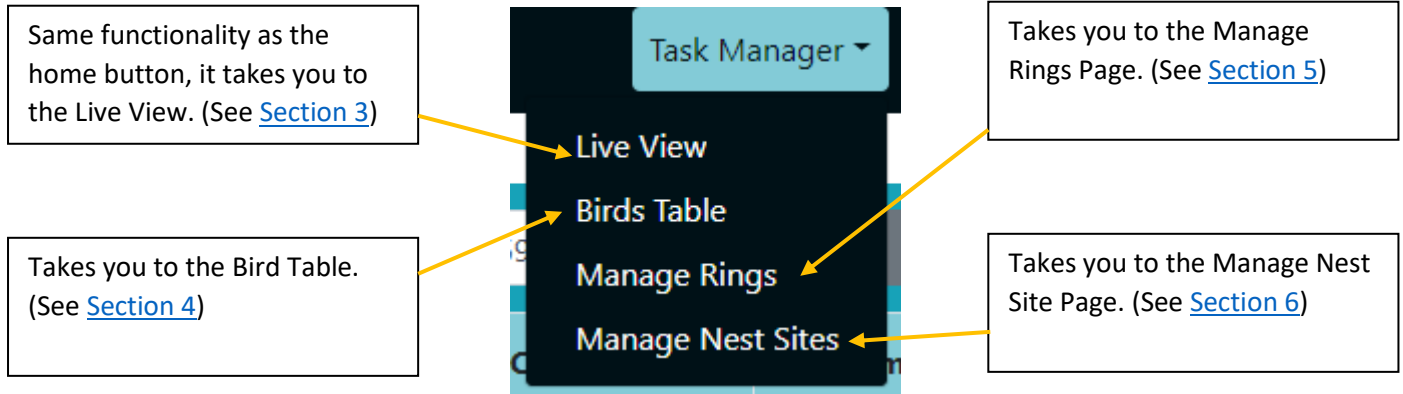 Same functionality as the
home button, it takes you to
the Live View. (See Section 3)
Takes you to the Bird Table.
(See Section 4)
Task Manager
Live View
Birds Table
Manage Rings
Manage Nest Sites
Takes you to the Manage
Rings Page. (See Section 5)
Takes you to the Manage Nest
Site Page. (See Section 6)